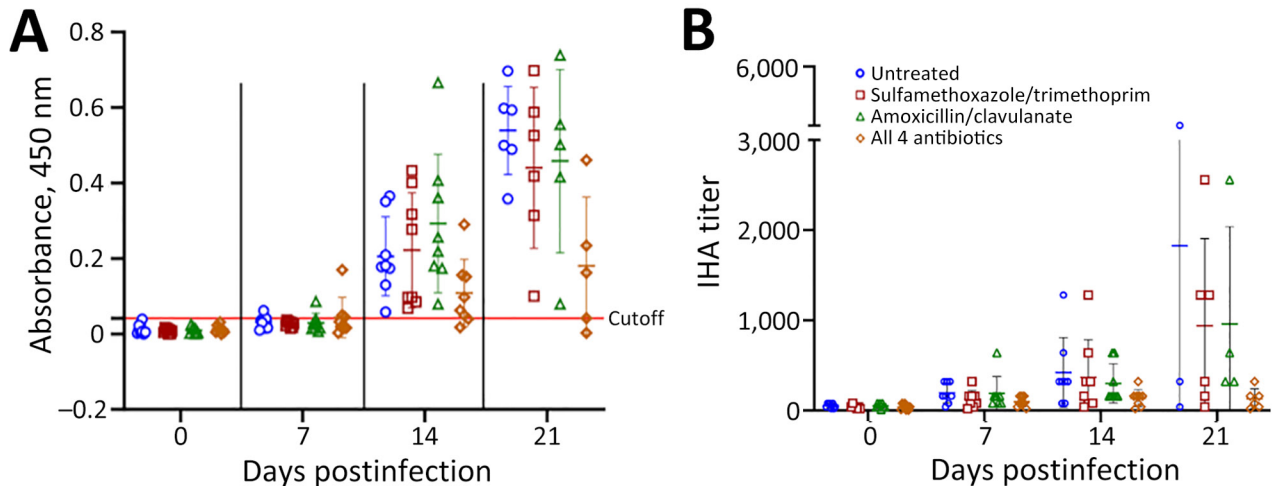 A
Absorbance, 450 nm
0.8
0.6
0.4
0.2
0
–0.2
Cutoff
0 7 14 21
Days postinfection
B
IHA titer
6,000
3,000
2,000
1,000
0
Untreated
Sulfamethoxazole/trimethoprim
Amoxicillin/clavulanate
All 4 antibiotics
0 7 14 21
Days postinfection